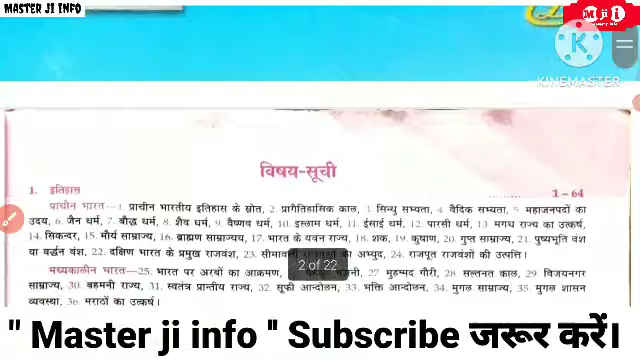 MASTER JI INFO
Mji
KINEMASTER
विषय-सूची
1. इतिहास 1-64
प्राचीन भारत—1. प्राचीन भारतीय इतिहास के स्रोत, 2. प्रागैतिहासिक काल, 3. सिन्धु सभ्यता, 4. वैदिक सभ्यता, 5. महाजनपदों का
उदय, 6. जैन धर्म, 7. बौद्ध धर्म, 8. शैव धर्म, 9. वैष्णव धर्म, 10. इस्लाम धर्म, 11. ईसाई धर्म, 12. पारसी धर्म, 13. मगध राज्य का उत्कर्ष,
14. सिकन्दर, 15. मौर्य साम्राज्य, 16. ब्राह्मण साम्राज्य, 17. भारत के यवन राज्य, 18. शक, 19. कुषाण, 20. गुप्त साम्राज्य, 21. पुष्यभूति वंश
या वर्द्धन वंश, 22. दक्षिण भारत के प्रमुख राजवंश, 23. सीमावर्ती का अभ्युदय, 24. राजपूत राजवंशों की उत्पत्ति।
मध्यकालीन भारत—25. भारत पर अरबों का आक्रमण, 27. मुहम्मद गौरी, 28. सल्तनत काल, 29. विजयनगर
साम्राज्य, 30. बहमनी राज्य, 31. स्वतंत्र प्रान्तीय राज्य, 32. सूफी आन्दोलन, 33. भक्ति आन्दोलन, 34. मुगल साम्राज्य, 35. मुगल शासन
व्यवस्था, 36. मराठों का उत्कर्ष।
2 of 22
" Master ji info " Subscribe जरूर करें।